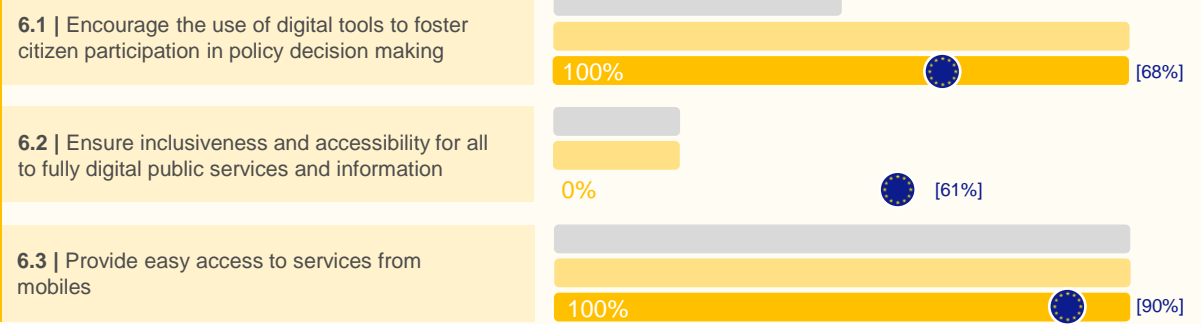 6.1 | Encourage the use of digital tools to foster
citizen participation in policy decision making
100%
[68%]
6.2 | Ensure inclusiveness and accessibility for all
to fully digital public services and information
0%
[61%]
6.3 | Provide easy access to services from
mobiles
100%
[90%]